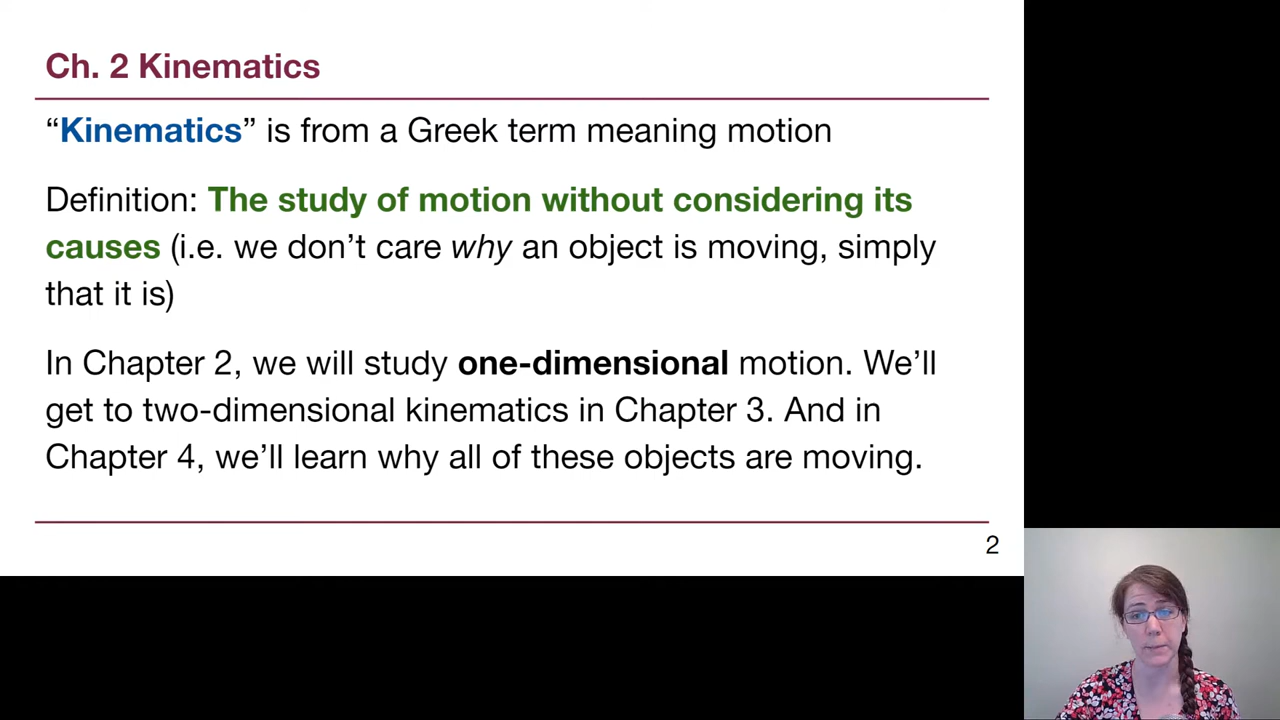 Ch. 2 Kinematics
“Kinematics” is from a Greek term meaning motion
Definition: The study of motion without considering its
causes (i.e. we don’t care why an object is moving, simply
that it is)
In Chapter 2, we will study one-dimensional motion. We’ll
get to two-dimensional kinematics in Chapter 3. And in
Chapter 4, we’ll learn why all of these objects are moving.
2